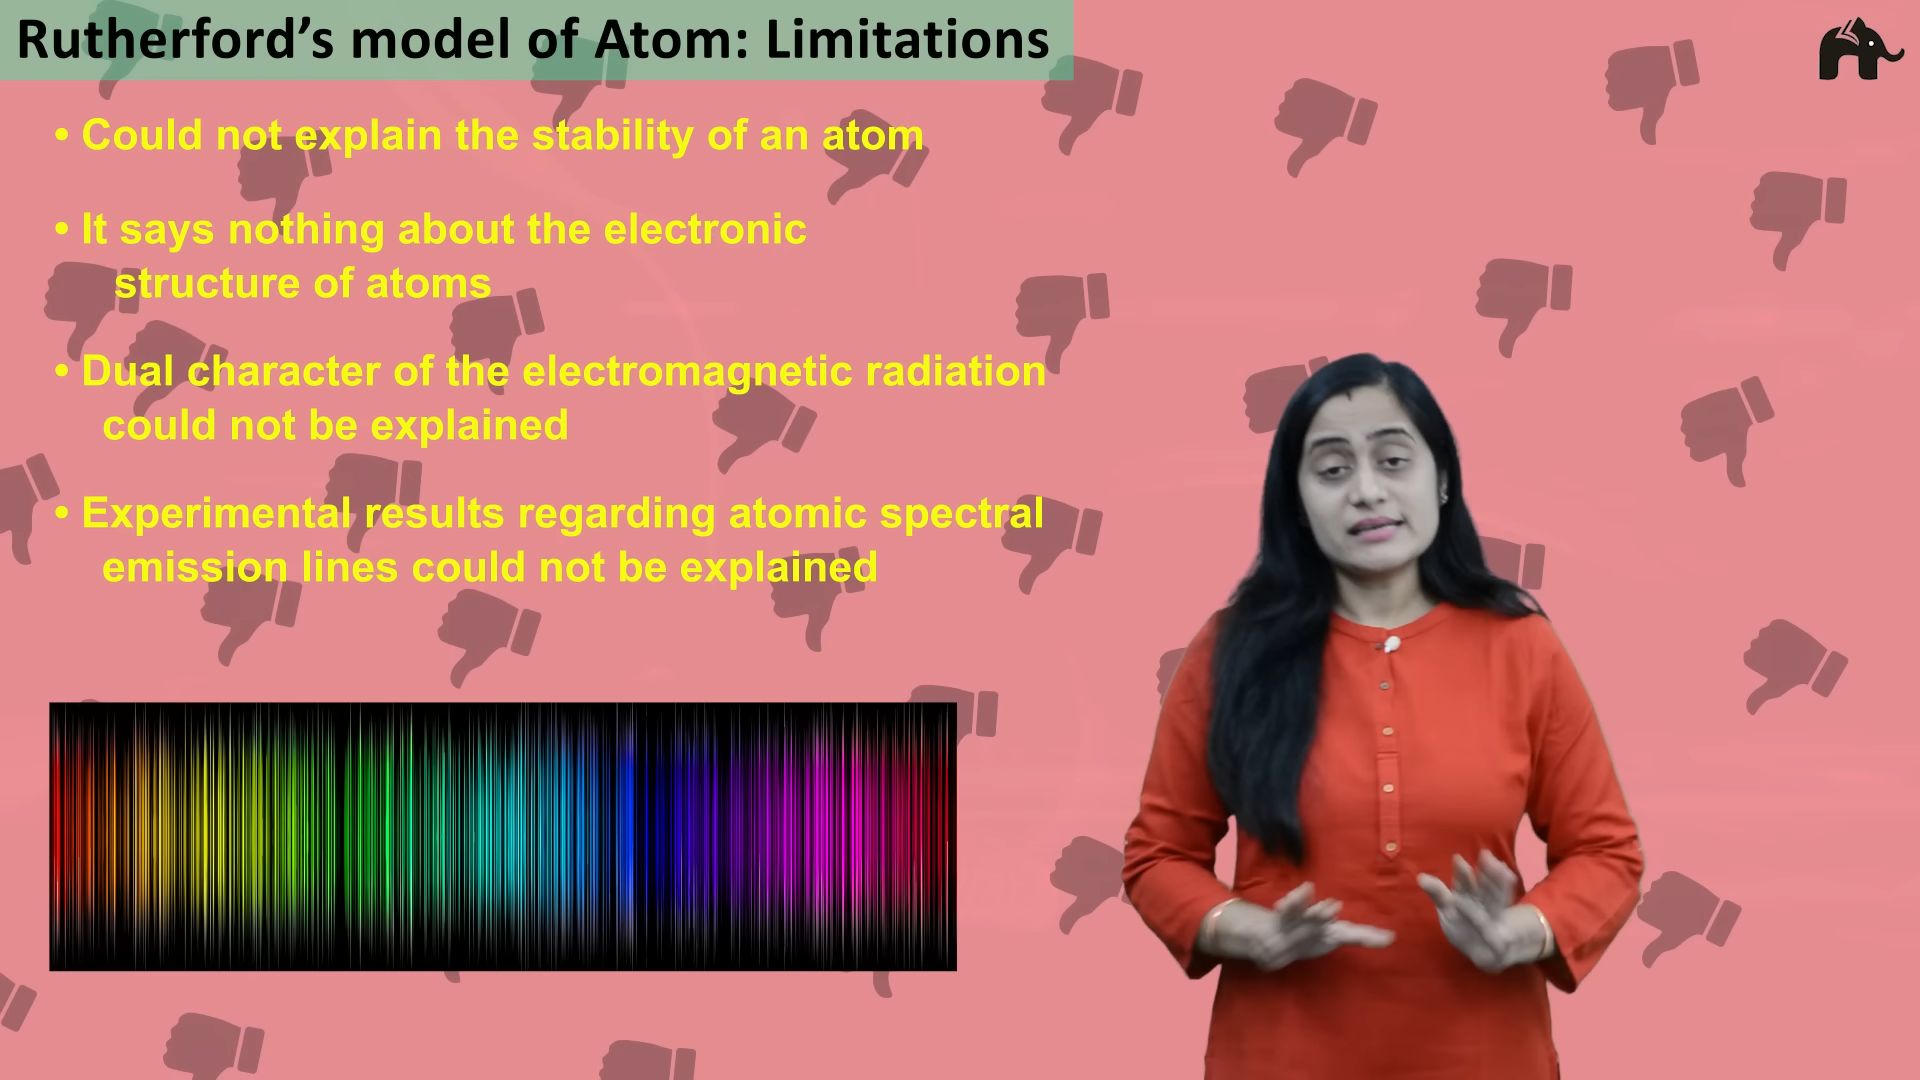 Rutherford’s model of Atom: Limitations
• Could not explain the stability of an atom
• It says nothing about the electronic
structure of atoms
• Dual character of the electromagnetic radiation
could not be explained
• Experimental results regarding atomic spectral
emission lines could not be explained